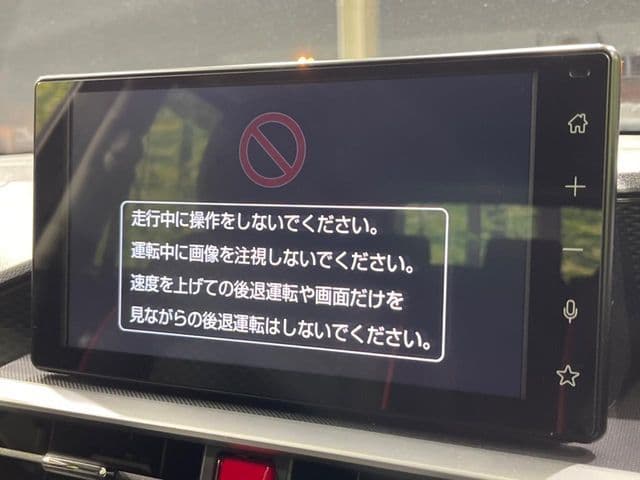 走行中に操作をしないでください。
運転中に画像を注視しないでください。
速度を上げての後退運転や画面だけを
見ながらの後退運転はしないでください。